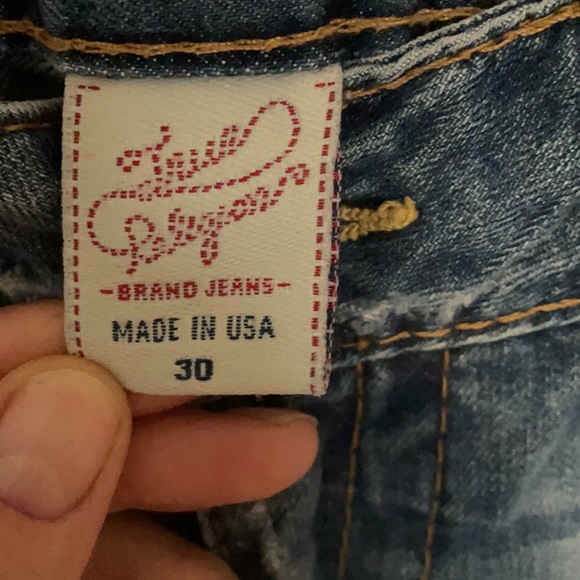 True
Religion
-BRAND JEANS-
MADE IN USA
30